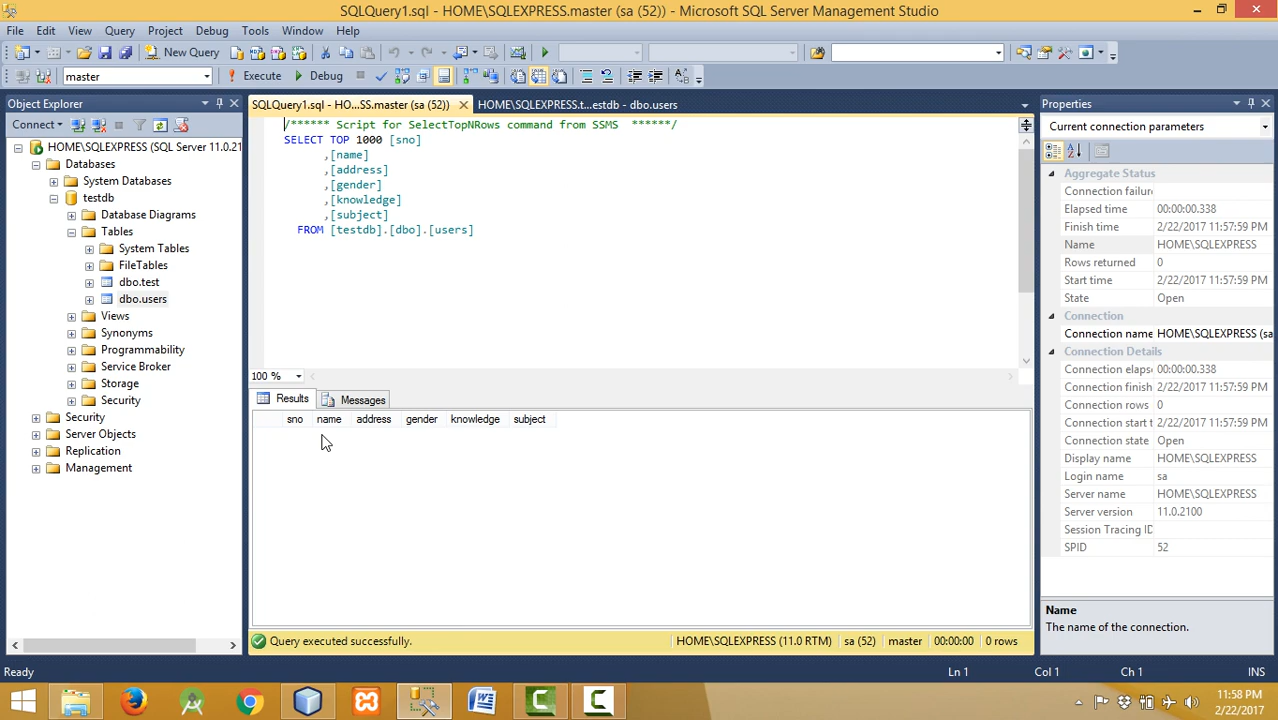 SQLQuery1.sql - HOME\SQLEXPRESS.master (sa (52)) - Microsoft SQL Server Management Studio
File Edit View Query Project Debug Tools Window Help
New Query
master
Execute
Debug
Object Explorer
Connect
HOME\SQLEXPRESS (SQL Server 11.0.21
Databases
System Databases
testdb
Database Diagrams
Tables
System Tables
FileTables
dbo.test
dbo.users
Views
Synonyms
Programmability
Service Broker
Storage
Security
Security
Server Objects
Replication
Management
SQLQuery1.sql - HO...SS.master (sa (52))
HOME\SQLEXPRESS.t...estdb - dbo.users
/****** Script for SelectTopNRows command from SSMS ******/
SELECT TOP 1000 [sno]
,[name]
,[address]
,[gender]
,[knowledge]
,[subject]
FROM [testdb].[dbo].[users]
100 %
Results
Messages
sno name address gender knowledge subject
Query executed successfully.
HOME\SQLEXPRESS (11.0 RTM) sa (52) master 00:00:00 0 rows
Properties
Current connection parameters
Aggregate Status
Connection failure
Elapsed time 00:00:00.338
Finish time 2/22/2017 11:57:59 PM
Name HOME\SQLEXPRESS
Rows returned 0
Start time 2/22/2017 11:57:59 PM
State Open
Connection
Connection name HOME\SQLEXPRESS (sa
Connection Details
Connection elaps 00:00:00.338
Connection finish 2/22/2017 11:57:59 PM
Connection rows 0
Connection start t 2/22/2017 11:57:59 PM
Connection state Open
Display name HOME\SQLEXPRESS
Login name sa
Server name HOME\SQLEXPRESS
Server version 11.0.2100
Session Tracing ID
SPID 52
Name
The name of the connection.
Ready
Ln 1 Col 1 Ch 1 INS
11:58 PM
2/22/2017